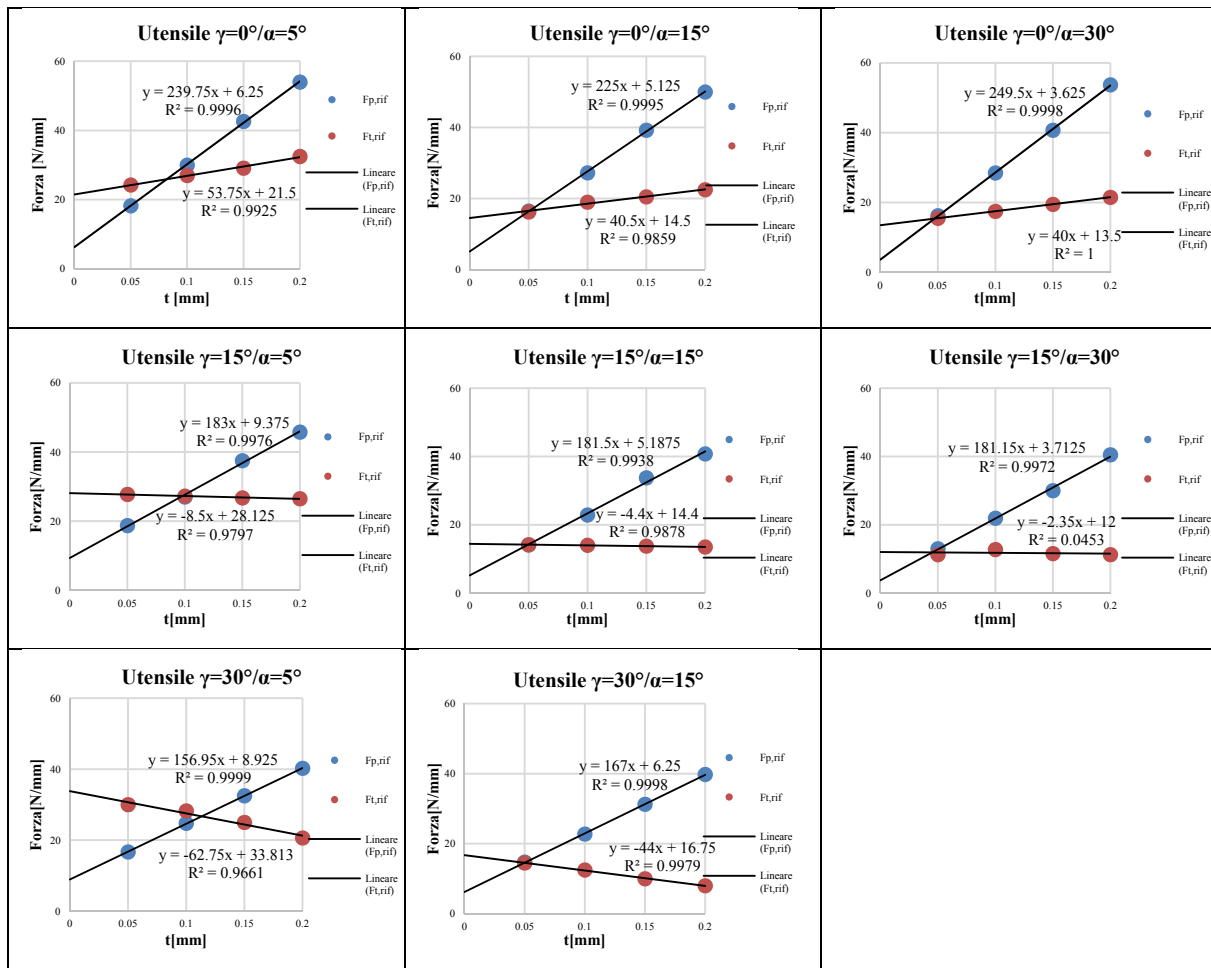 Utensile γ=0°/α=5°
60
40
20
0
Forza [N/mm]
y = 239.75x + 6.25
R² = 0.9996
y = 53.75x + 21.5
R² = 0.9925
0 0.05 0.1 0.15 0.2
t [mm]
Fp,rif
Ft,rif
Lineare
(Fp,rif)
Lineare
(Ft,rif)
Utensile γ=0°/α=15°
60
40
20
0
Forza [N/mm]
y = 225x + 5.125
R² = 0.9995
y = 40.5x + 14.5
R² = 0.9859
0 0.05 0.1 0.15 0.2
t [mm]
Fp,rif
Ft,rif
Lineare
(Fp,rif)
Lineare
(Ft,rif)
Utensile γ=0°/α=30°
60
40
20
0
Forza [N/mm]
y = 249.5x + 3.625
R² = 0.9998
y = 40x + 13.5
R² = 1
0 0.05 0.1 0.15 0.2
t [mm]
Fp,rif
Ft,rif
Lineare
(Fp,rif)
Lineare
(Ft,rif)
Utensile γ=15°/α=5°
60
40
20
0
Forza[N/mm]
y = 183x + 9.375
R² = 0.9976
y = -8.5x + 28.125
R² = 0.9797
0 0.05 0.1 0.15 0.2
t[mm]
Fp,rif
Ft,rif
Lineare
(Fp,rif)
Lineare
(Ft,rif)
Utensile γ=15°/α=15°
60
40
20
0
Forza[N/mm]
y = 181.5x + 5.1875
R² = 0.9938
y = -4.4x + 14.4
R² = 0.9878
0 0.05 0.1 0.15 0.2
t[mm]
Fp,rif
Ft,rif
Lineare
(Fp,rif)
Lineare
(Ft,rif)
Utensile γ=15°/α=30°
60
40
20
0
Forza[N/mm]
y = 181.15x + 3.7125
R² = 0.9972
y = -2.35x + 12
R² = 0.0453
0 0.05 0.1 0.15 0.2
t[mm]
Fp,rif
Ft,rif
Lineare
(Fp,rif)
Lineare
(Ft,rif)
Utensile γ=30°/α=5°
60
40
20
0
Forza[N/mm]
y = 156.95x + 8.925
R² = 0.9999
y = -62.75x + 33.813
R² = 0.9661
0 0.05 0.1 0.15 0.2
t[mm]
Fp,rif
Ft,rif
Lineare
(Fp,rif)
Lineare
(Ft,rif)
Utensile γ=30°/α=15°
60
40
20
0
Forza[N/mm]
y = 167x + 6.25
R² = 0.9998
y = -44x + 16.75
R² = 0.9979
0 0.05 0.1 0.15 0.2
t[mm]
Fp,rif
Ft,rif
Lineare
(Fp,rif)
Lineare
(Ft,rif)